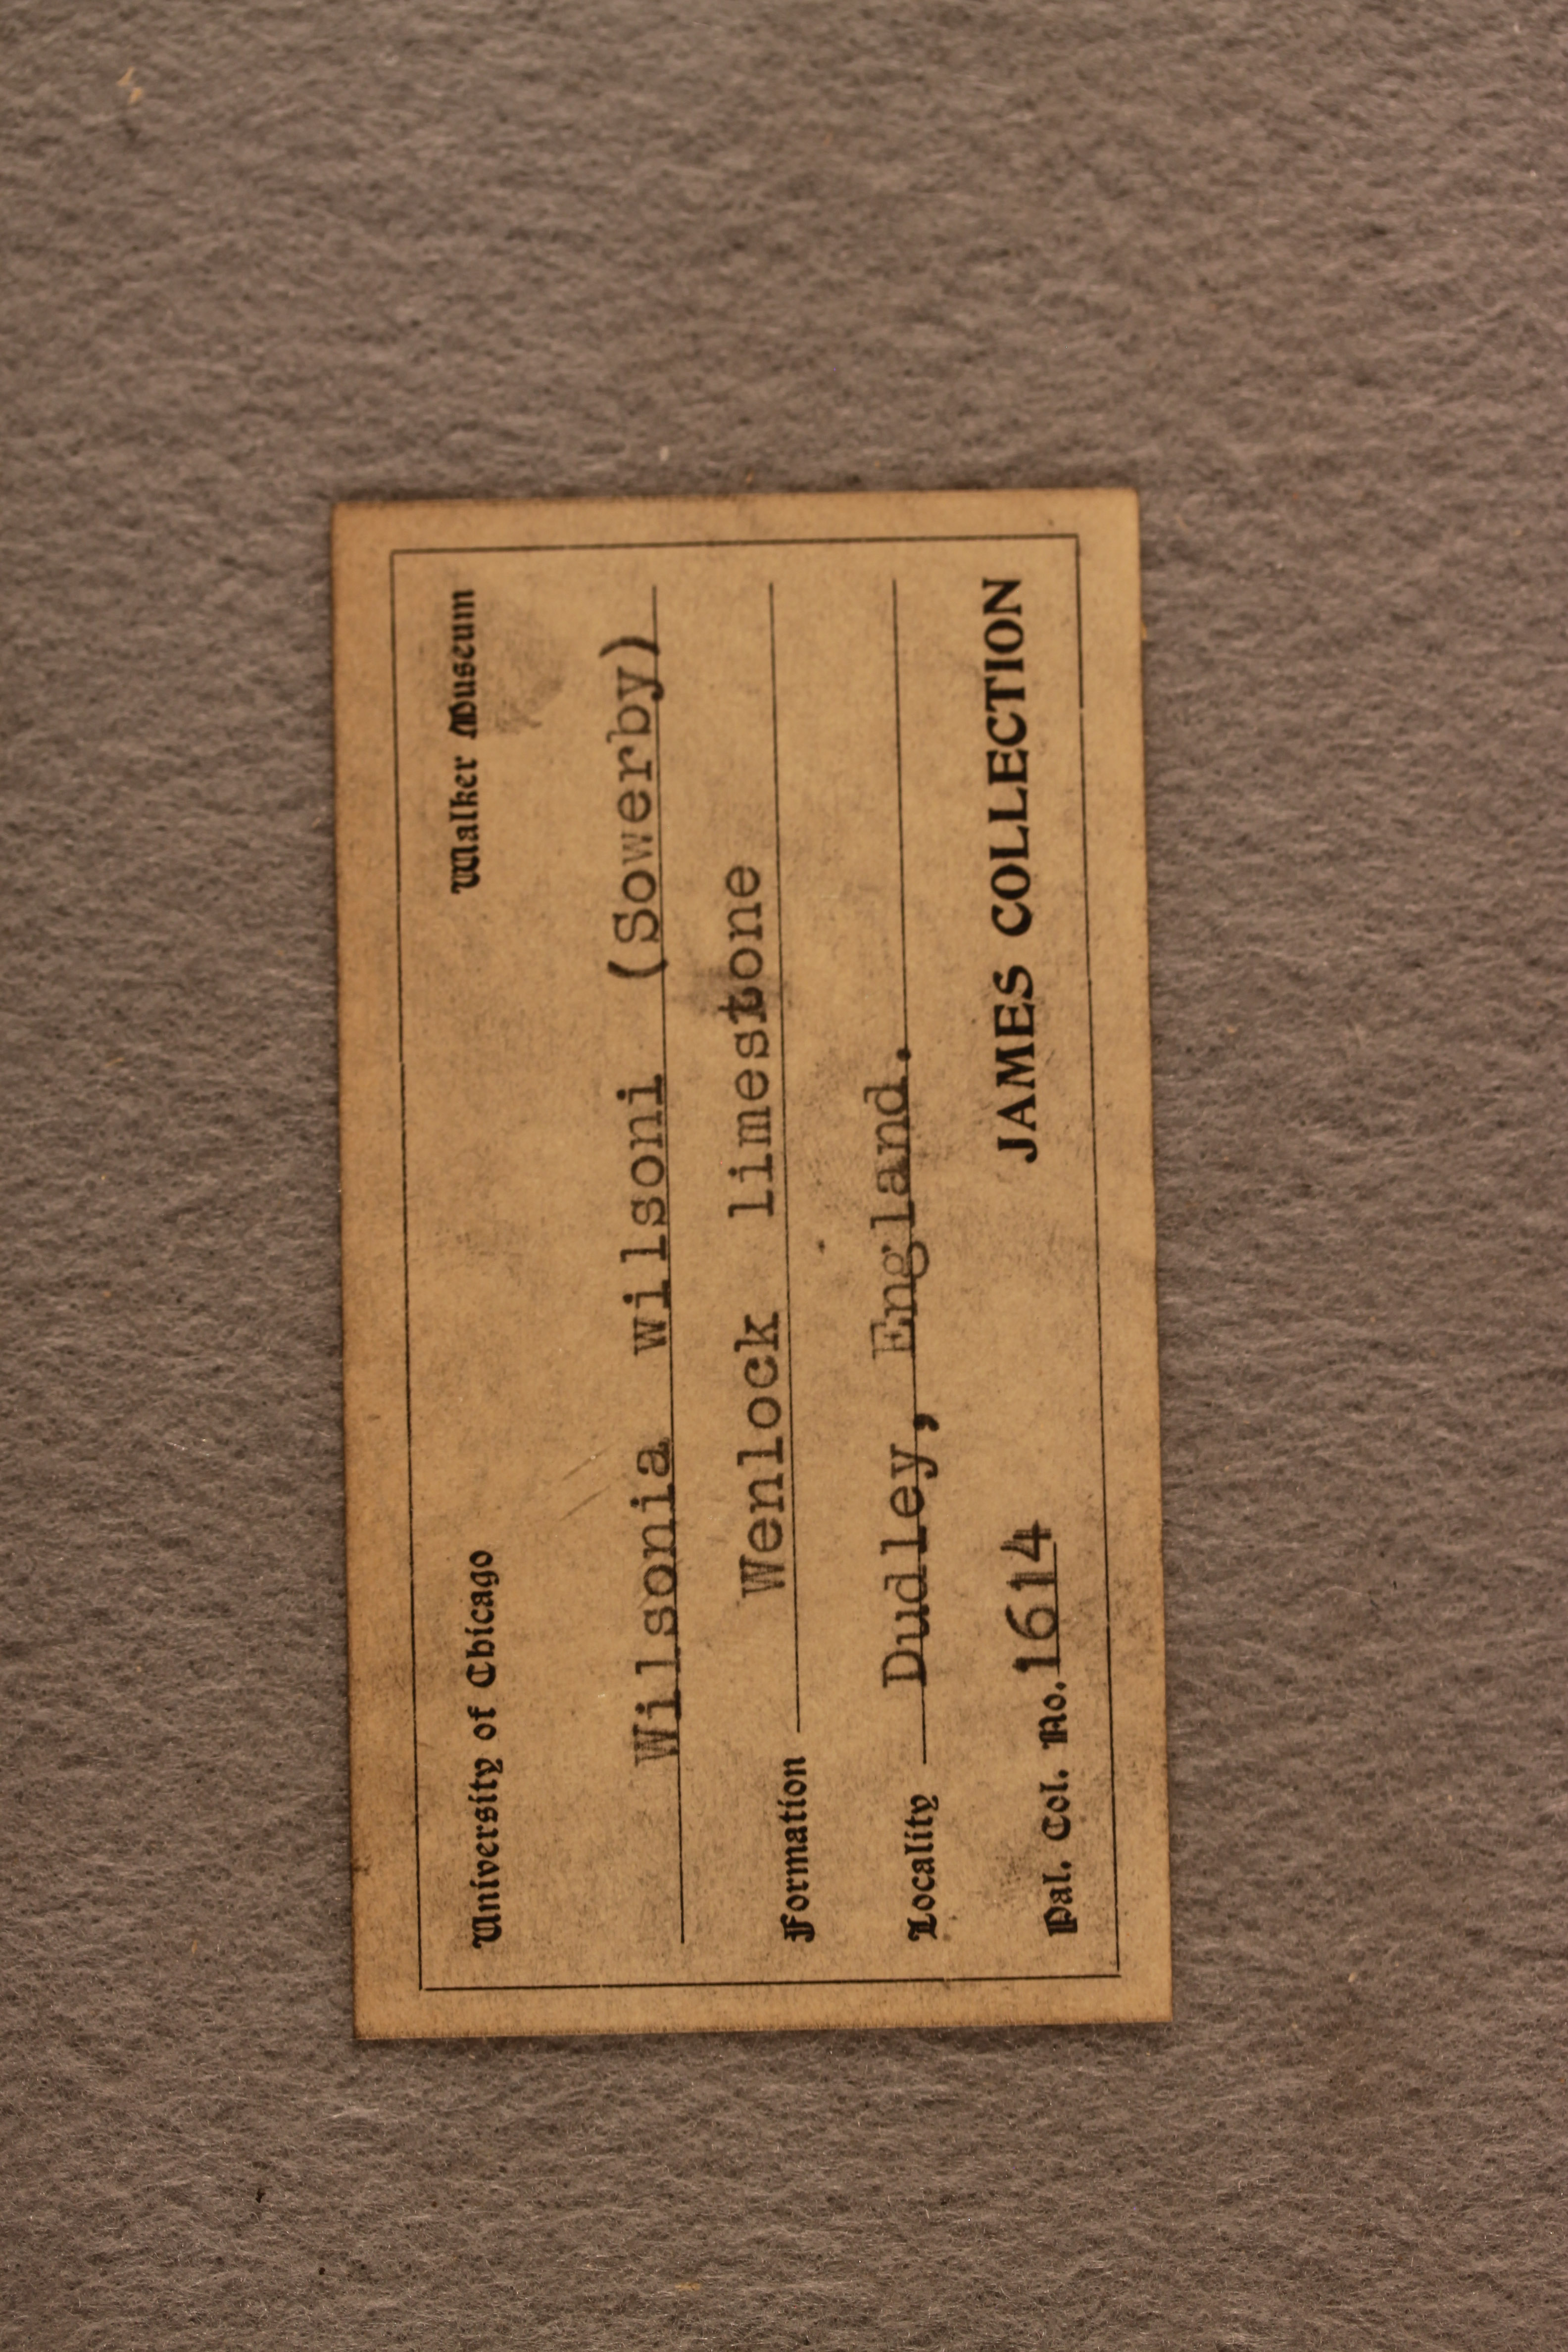 University of Chicago Walker Museum
Wilsonia wilsoni (Sowerby)
Formation Wenlock limestone
Locality Dudley, England.
Pal. Col. No. 1614 JAMES COLLECTION